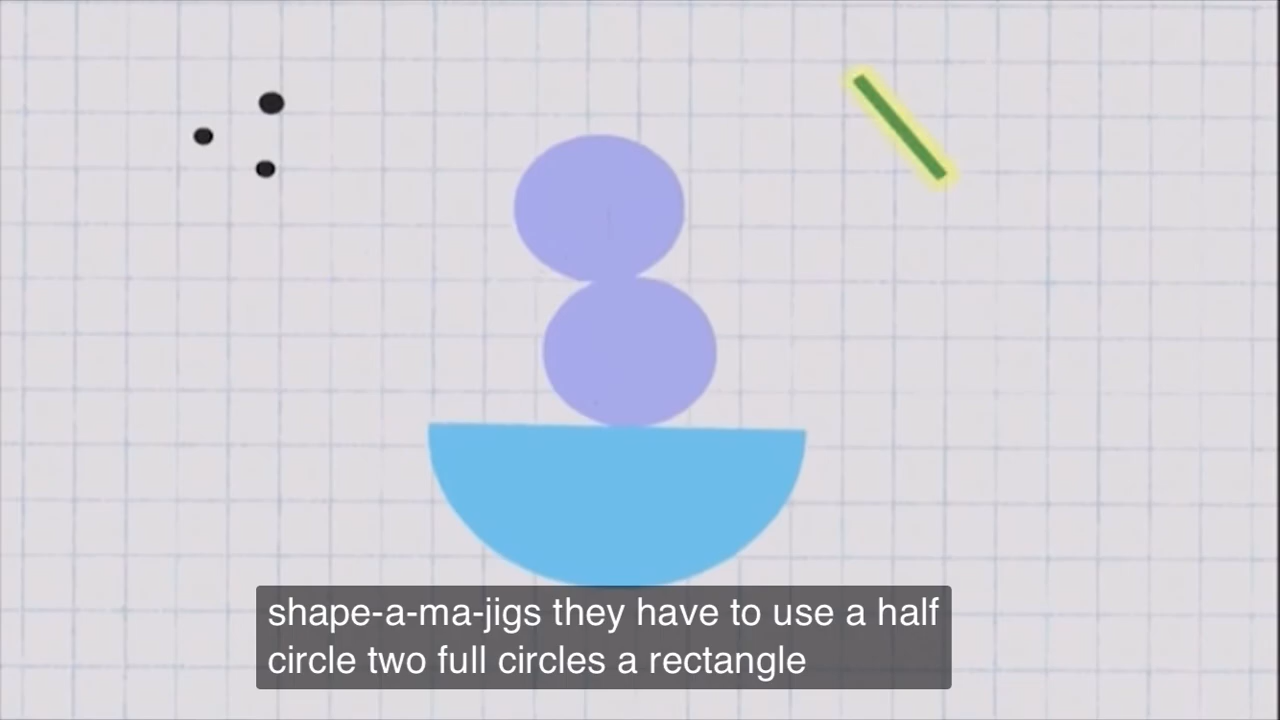 shape-a-ma-jigs they have to use a half
circle two full circles a rectangle